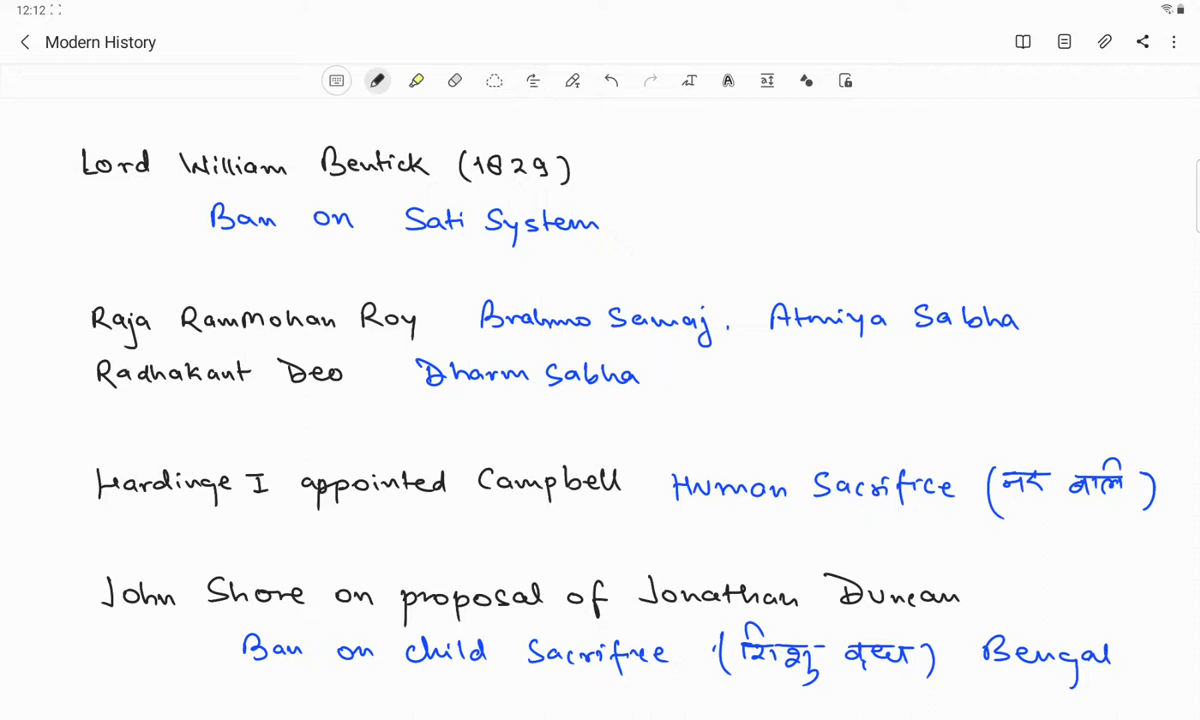 12:12
Modern History
Lord William Bentick (1829)
Ban on Sati System
Raja Rammohan Roy Brahmo Samaj. Atmiya Sabha
Radhakant Deo Dharm Sabha
Hardinge I appointed Campbell Human Sacrifice (नर बलि)
John Shore on proposal of Jonathan Duncan
Ban on child Sacrifice (शिशु वध) Bengal